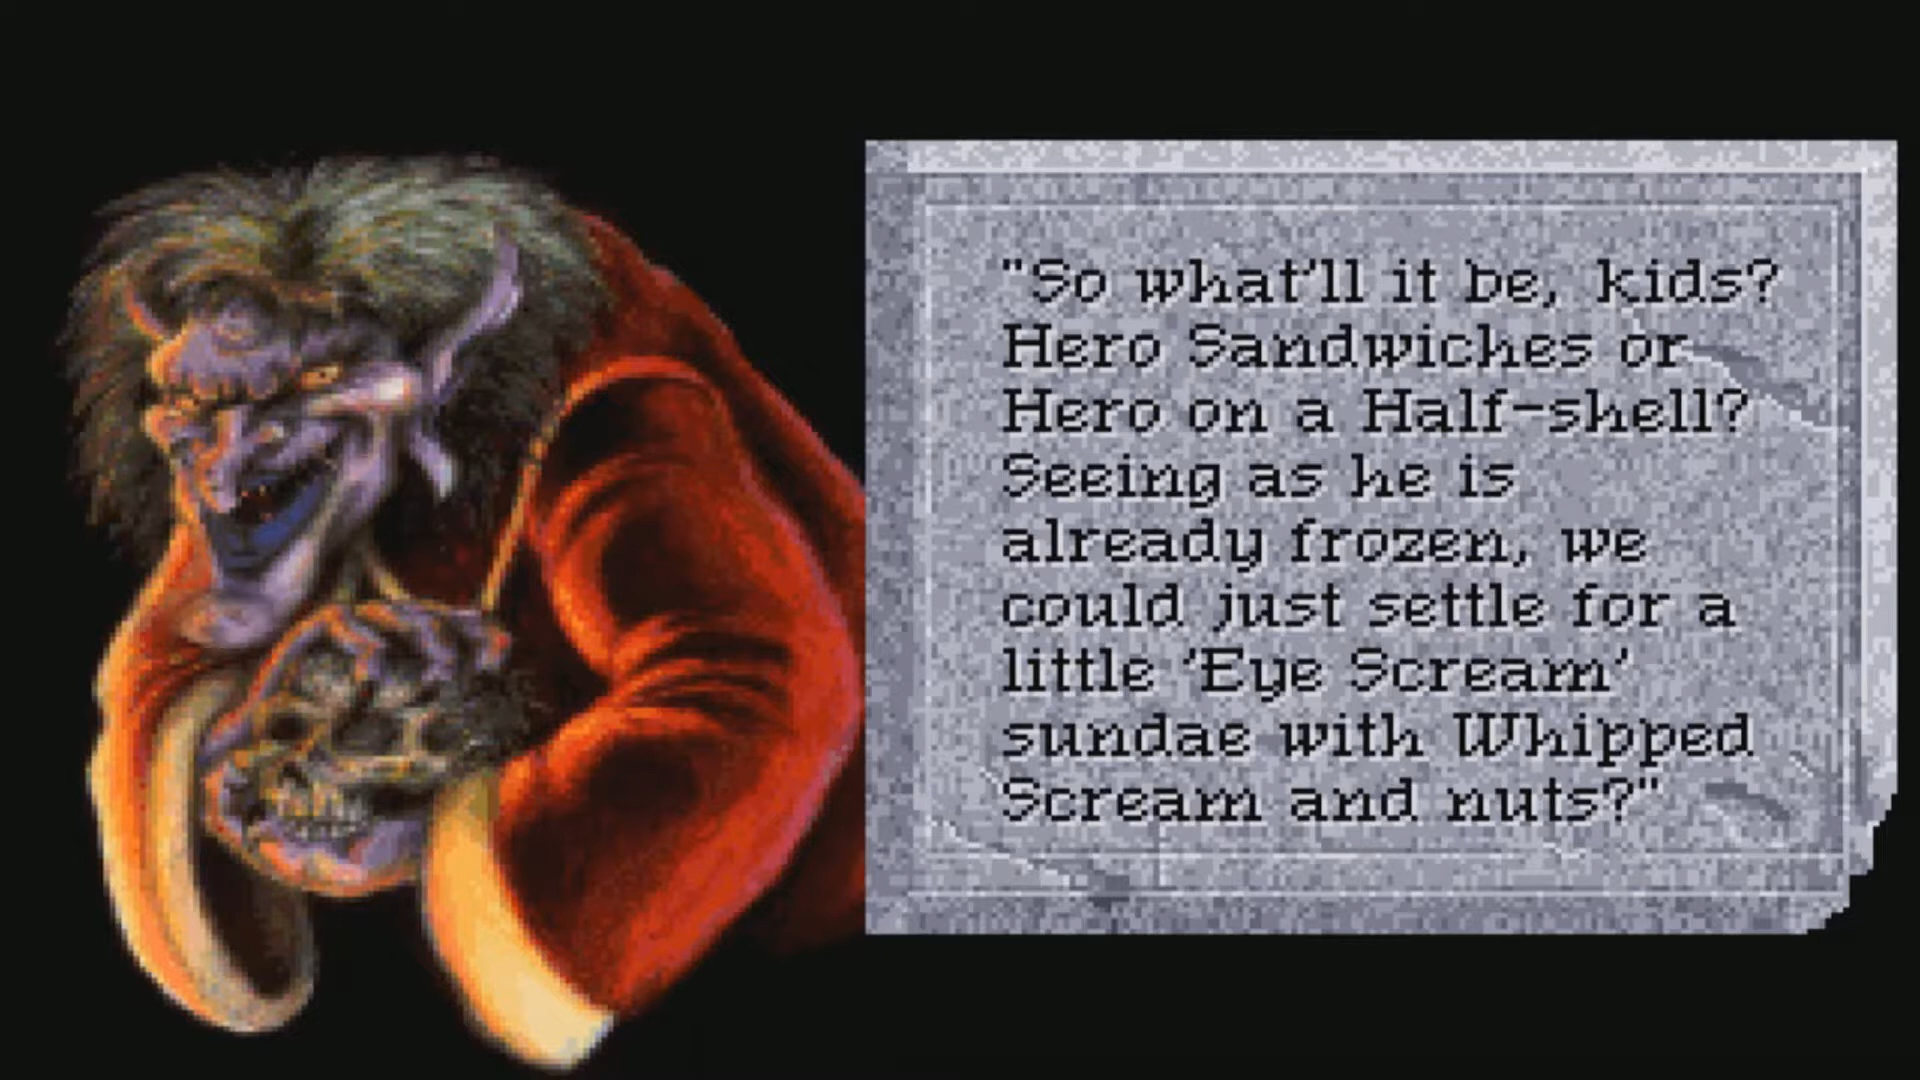 "So what'll it be, kids?
Hero Sandwiches or
Hero on a Half-shell?
Seeing as he is
already frozen, we
could just settle for a
little 'Eye Scream'
sundae with Whipped
Scream and nuts?"